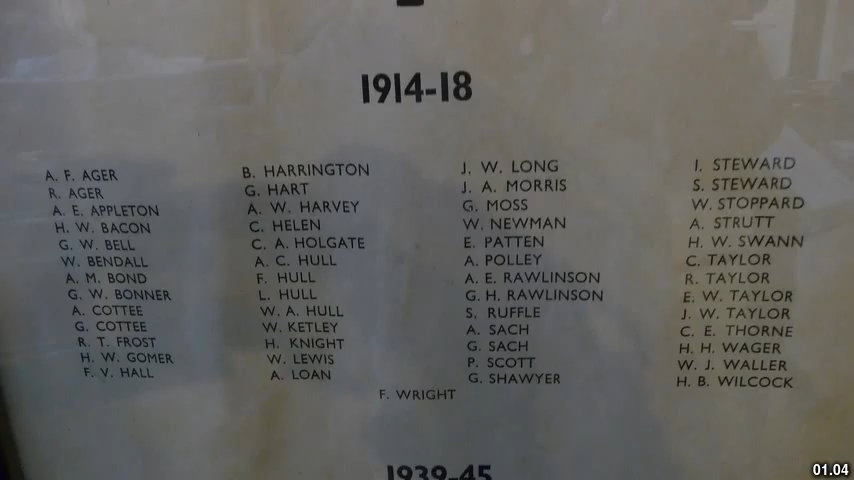 1914-18
A. F. AGER
R. AGER
A. E. APPLETON
H. W. BACON
G. W. BELL
W. BENDALL
A. M. BOND
G. W. BONNER
A. COTTEE
G. COTTEE
R. T. FROST
H. W. GOMER
F. V. HALL
B. HARRINGTON
G. HART
A. W. HARVEY
C. HELEN
C. A. HOLGATE
A. C. HULL
F. HULL
L. HULL
W. A. HULL
W. KETLEY
H. KNIGHT
W. LEWIS
A. LOAN
J. W. LONG
J. A. MORRIS
G. MOSS
W. NEWMAN
E. PATTEN
A. POLLEY
A. E. RAWLINSON
G. H. RAWLINSON
S. RUFFLE
A. SACH
G. SACH
P. SCOTT
G. SHAWYER
I. STEWARD
S. STEWARD
W. STOPPARD
A. STRUTT
H. W. SWANN
C. TAYLOR
R. TAYLOR
E. W. TAYLOR
J. W. TAYLOR
C. E. THORNE
H. H. WAGER
W. J. WALLER
H. B. WILCOCK
F. WRIGHT
1939-45
01.04